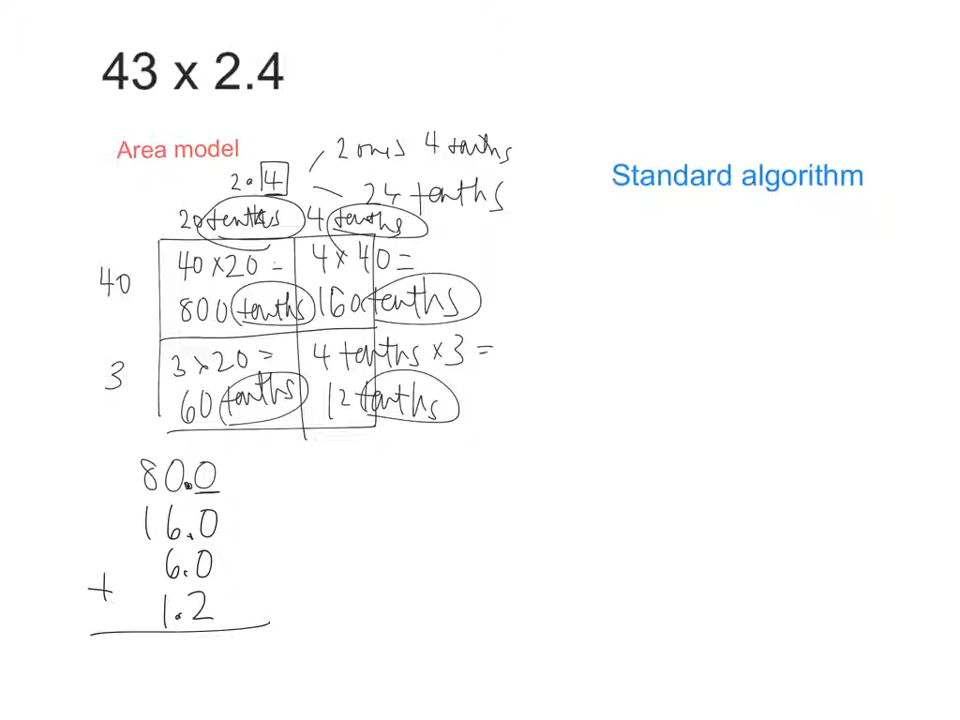 43 x 2.4
Area model
Standard algorithm
2 ones 4 tenths
2.4
24 tenths
20 tenths 4 tenths
40
40 x 20 =
800 tenths
4 x 40 =
160 tenths
3
3 x 20 =
60 tenths
4 tenths x 3 =
12 tenths
80.0
16.0
6.0
+ 1.2